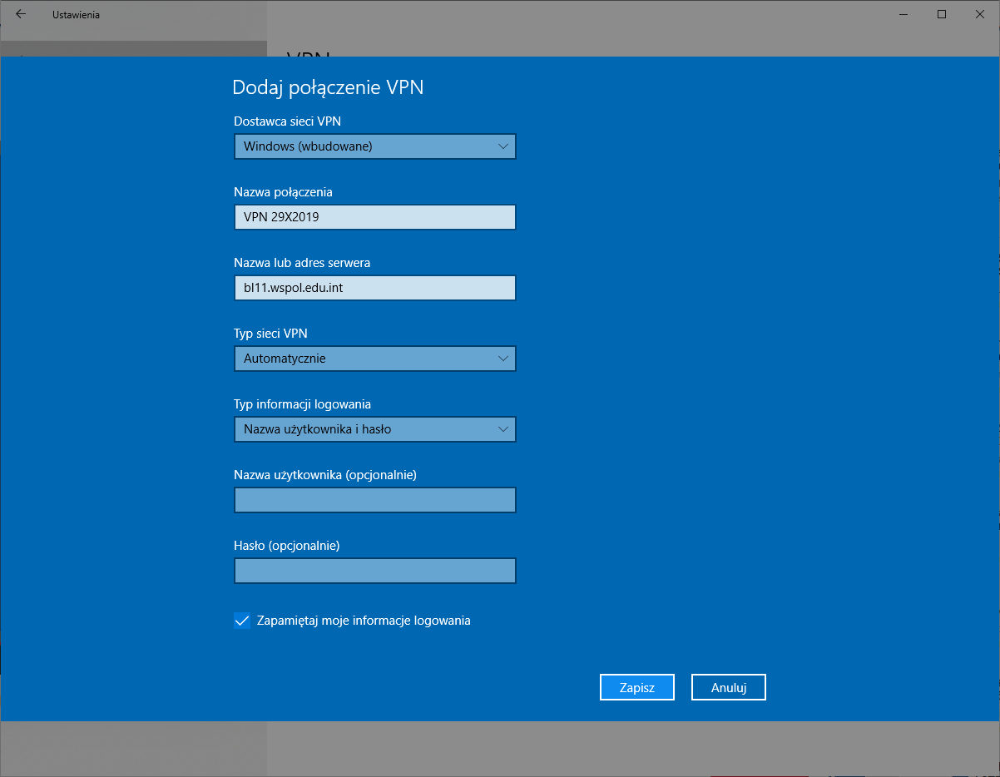 Ustawienia
VPN
Dodaj połączenie VPN
Dostawca sieci VPN
Windows (wbudowane)
Nazwa połączenia
VPN 29X2019
Nazwa lub adres serwera
bl11.wspol.edu.int
Typ sieci VPN
Automatycznie
Typ informacji logowania
Nazwa użytkownika i hasło
Nazwa użytkownika (opcjonalnie)
Hasło (opcjonalnie)
Zapamiętaj moje informacje logowania
Zapisz
Anuluj